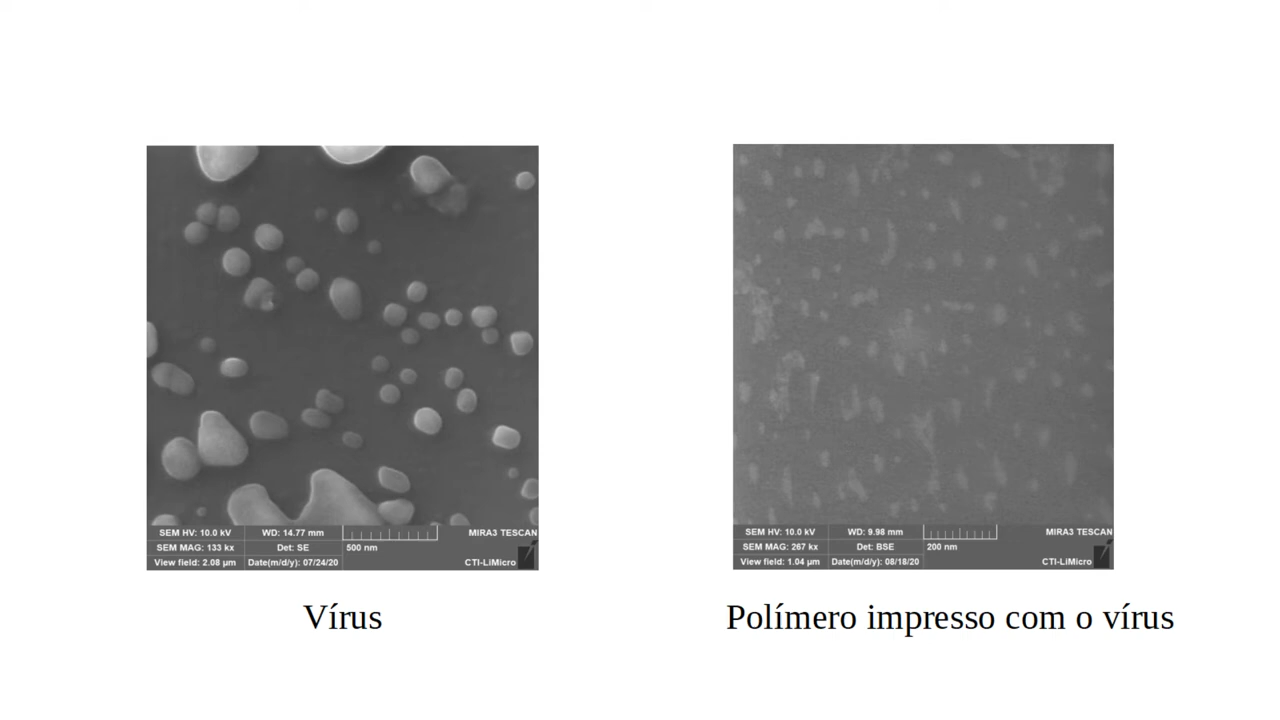 SEM HV: 10.0 kV WD: 14.77 mm MIRA3 TESCAN
SEM MAG: 133 kx Det: SE 500 nm
View field: 2.08 µm Date(m/d/y): 07/24/20 CTI-LiMicro
SEM HV: 10.0 kV WD: 9.98 mm MIRA3 TESCAN
SEM MAG: 267 kx Det: BSE 200 nm
View field: 1.04 µm Date(m/d/y): 08/18/20 CTI-LiMicro
Vírus
Polímero impresso com o vírus